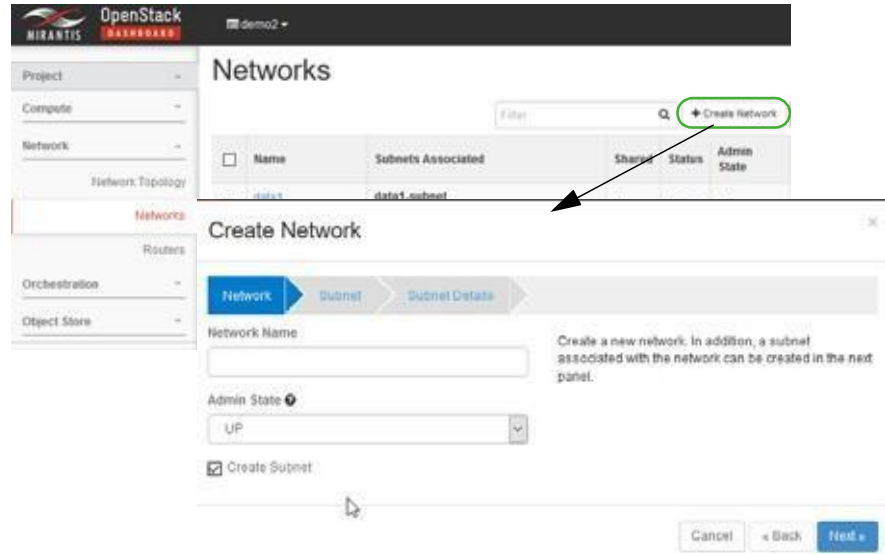 MIRANTIS
OpenStack
DASHBOARD
demo2
Project
Compute
Network
Network Topology
Networks
Routers
Orchestration
Object Store
Networks
Filter
+Create Network
Name
Subnets Associated
Shared
Status
Admin
State
data1
data1.subnet
Create Network
×
Network
Subnet
Subnet Details
Network Name
Create a new network. In addition, a subnet
associated with the network can be created in the next
panel.
Admin State
UP
Create Subnet
Cancel
« Back
Next »